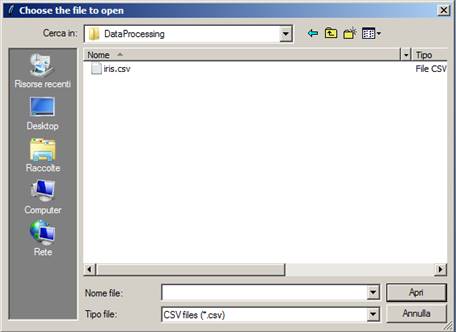 Choose the file to open
Cerca in:
DataProcessing
Nome
Tipo
iris.csv
File CSV
Risorse recenti
Desktop
Raccolte
Computer
Rete
Nome file:
Apri
Tipo file:
CSV files (*.csv)
Annulla